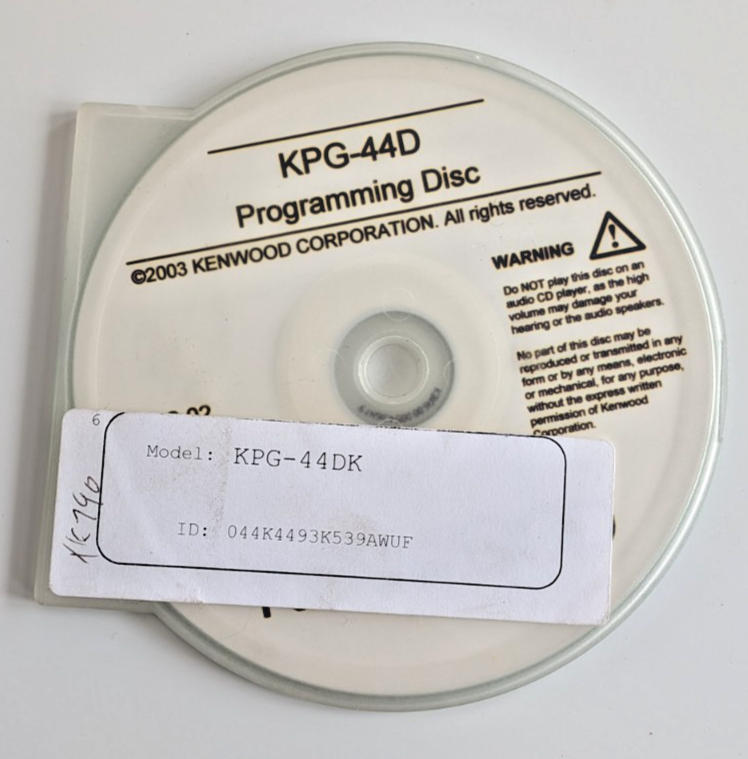 KPG-44D
Programming Disc
©2003 KENWOOD CORPORATION. All rights reserved.
WARNING
Do NOT play this disc on an
audio CD player, as the high
volume may damage your
hearing or the audio speakers.
No part of this disc may be
reproduced or transmitted in any
form or by any means, electronic
or mechanical, for any purpose,
without the express written
permission of Kenwood
Corporation.
6
Model: KPG-44DK
ID: 044K4493K539AWUF